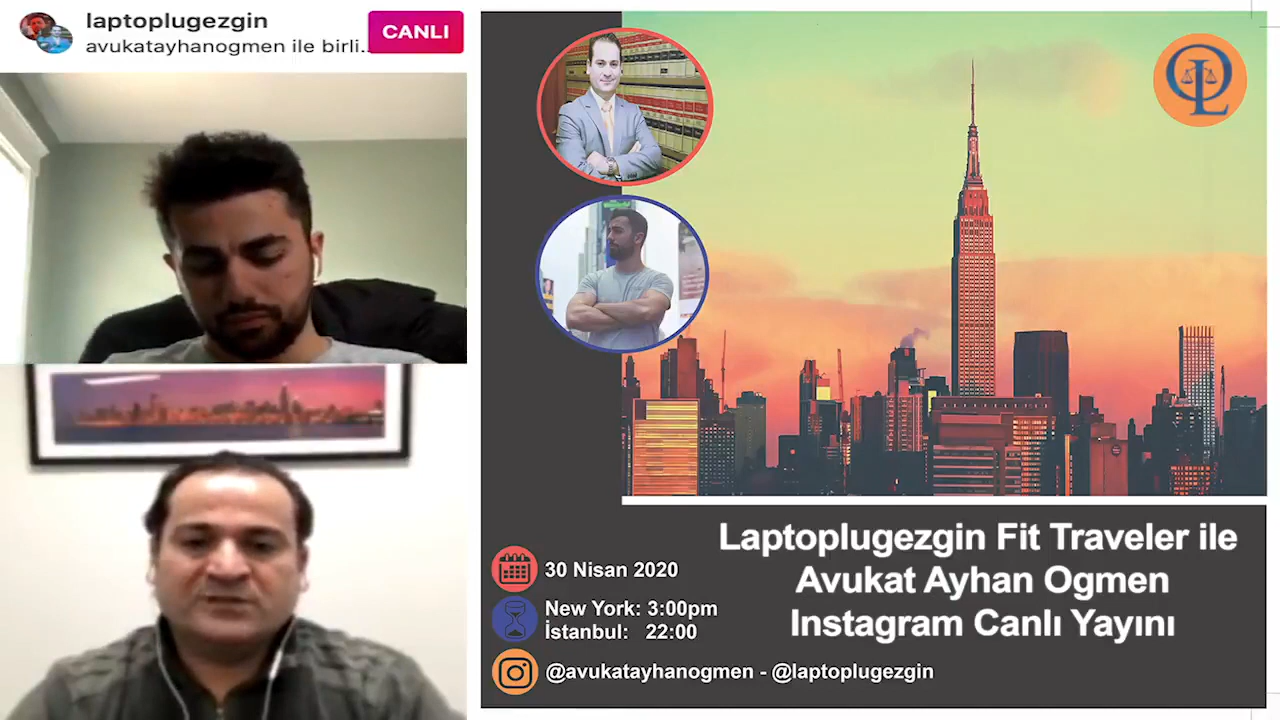 laptoplugezgin
avukatayhanogmen ile birli..
CANLI
OL
Laptoplugezgin Fit Traveler ile
Avukat Ayhan Ogmen
Instagram Canlı Yayını
30 Nisan 2020
New York: 3:00pm
İstanbul: 22:00
@avukatayhanogmen - @laptoplugezgin